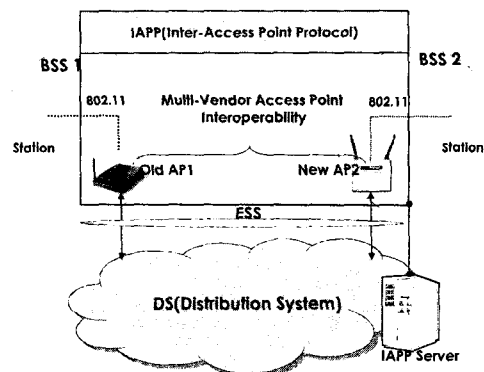 IAPP(Inter-Access Point Protocol)
BSS 1
BSS 2
802.11
Multi-Vendor Access Point
Interoperability
802.11
Station
Station
Old AP1
New AP2
ESS
DS(Distribution System)
IAPP Server